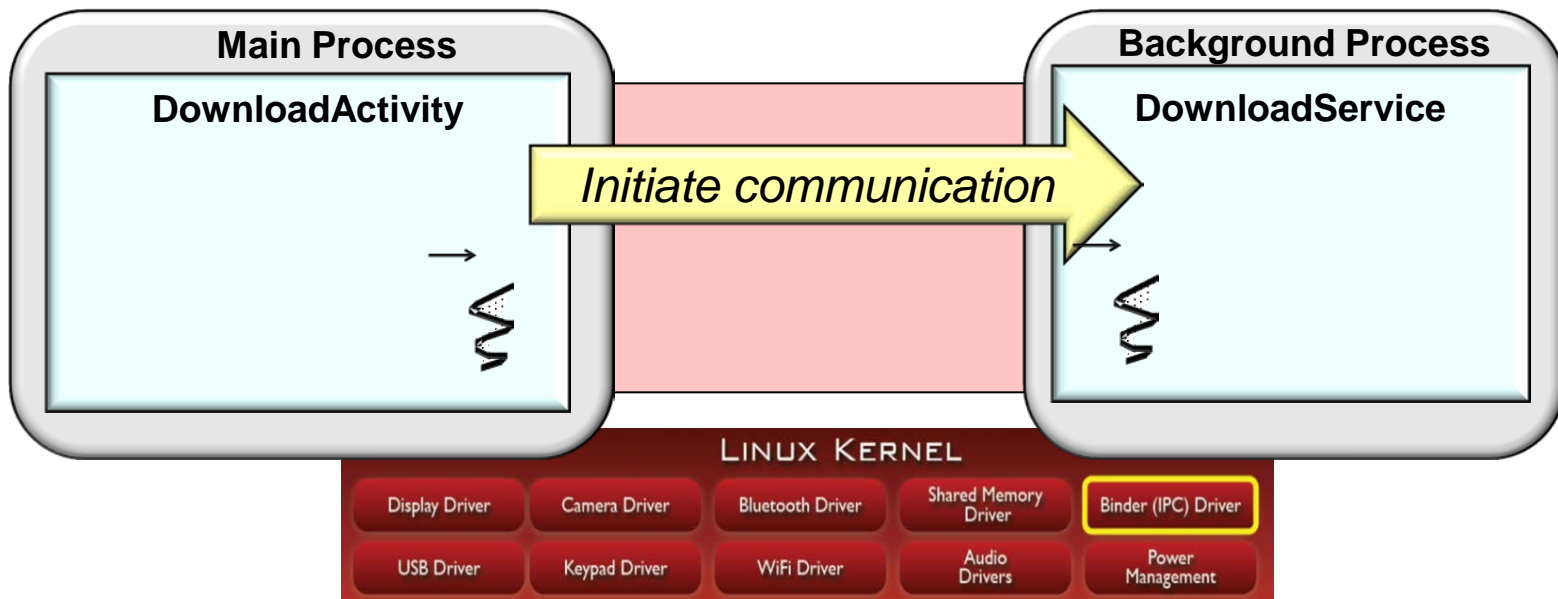 Main Process
Background Process
DownloadActivity
DownloadService
Initiate communication
LINUX KERNEL
Display Driver
Camera Driver
Bluetooth Driver
Shared Memory
Driver
Binder (IPC) Driver
USB Driver
Keypad Driver
WiFi Driver
Audio
Drivers
Power
Management